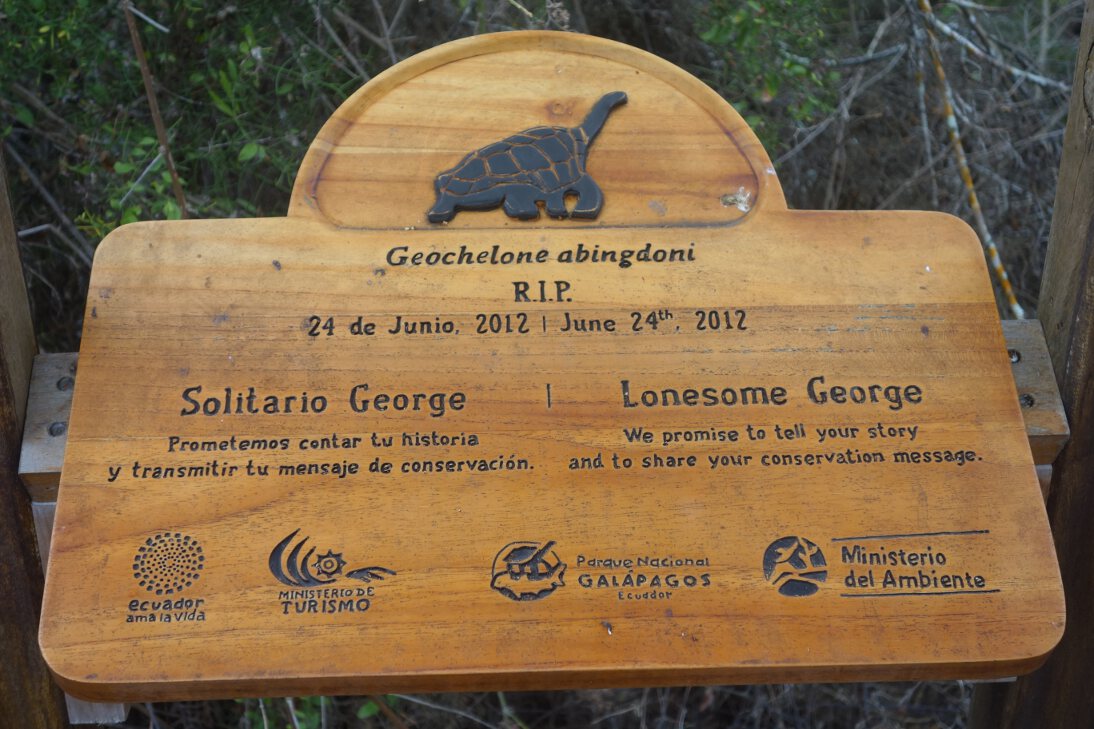 Geochelone abingdoni
R.I.P.
24 de Junio, 2012 | June 24th, 2012
Solitario George | Lonesome George
Prometemos contar tu historia
y transmitir tu mensaje de conservación.
We promise to tell your story
and to share your conservation message.
ecuador
ama la vida
MINISTERIO DE
TURISMO
Parque Nacional
GALÁPAGOS
Ecuador
Ministerio
del Ambiente